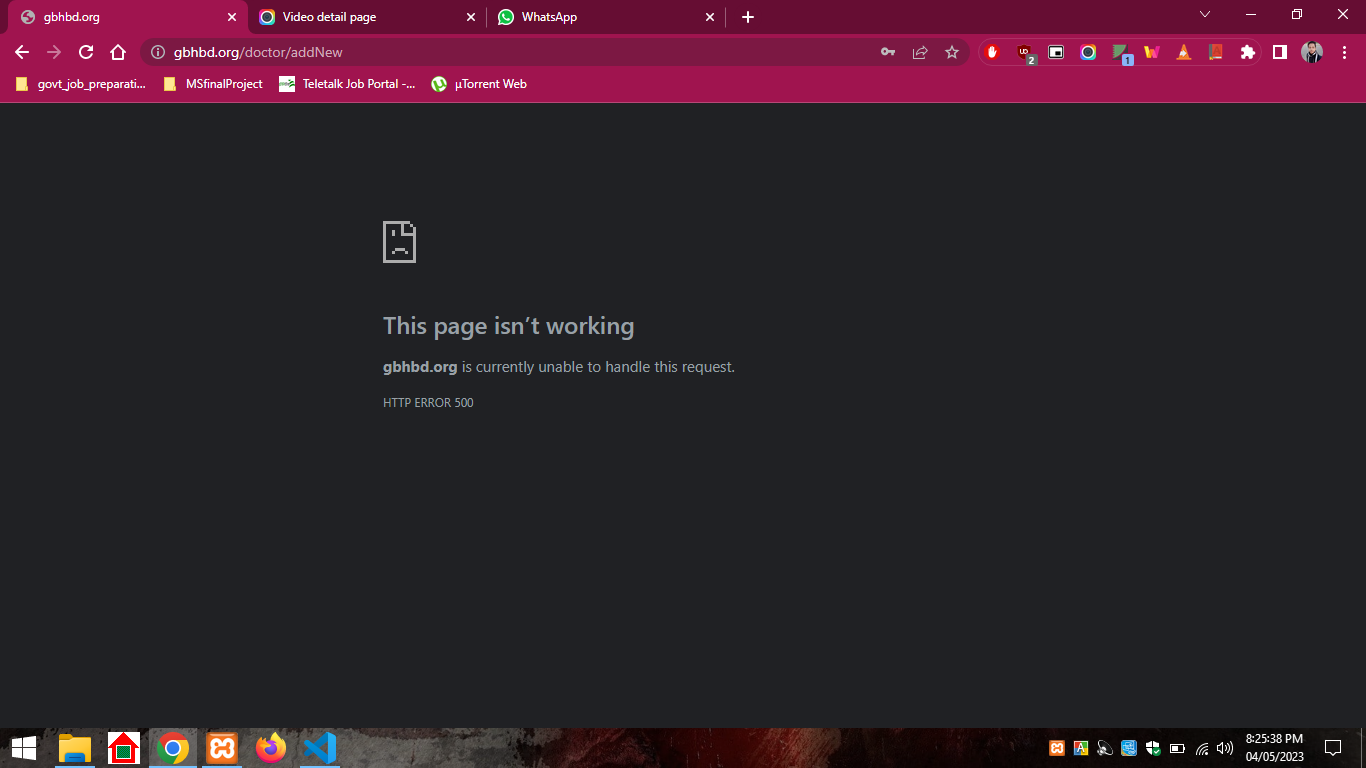 gbhbd.org
Video detail page
WhatsApp
gbhbd.org/doctor/addNew
2
1
govt_job_preparati...
MSfinalProject
Teletalk Job Portal -...
µTorrent Web
This page isn’t working
gbhbd.org is currently unable to handle this request.
HTTP ERROR 500
8:25:38 PM
04/05/2023